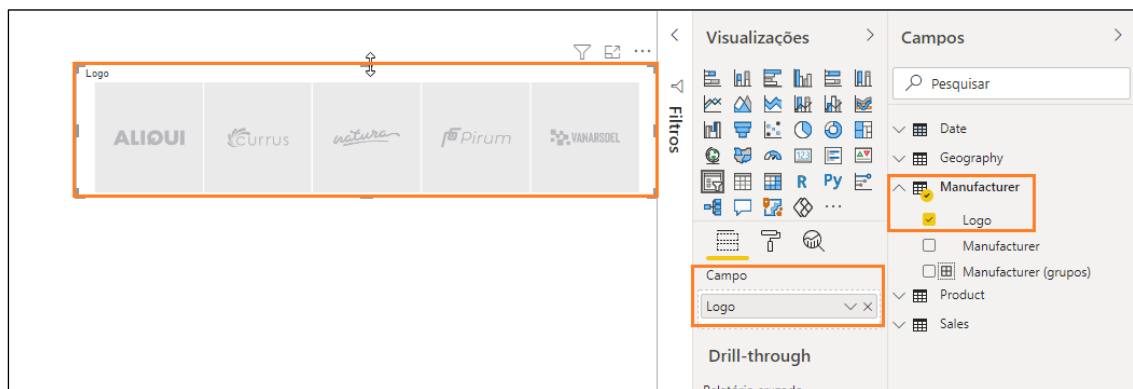 Logo
ALIQUI
Currus
natura
Pirum
VANARSDEL
Filtros
Visualizações
123
R
Py
Campo
Logo
Drill-through
Campos
Pesquisar
Date
Geography
Manufacturer
Logo
Manufacturer
Manufacturer (grupos)
Product
Sales